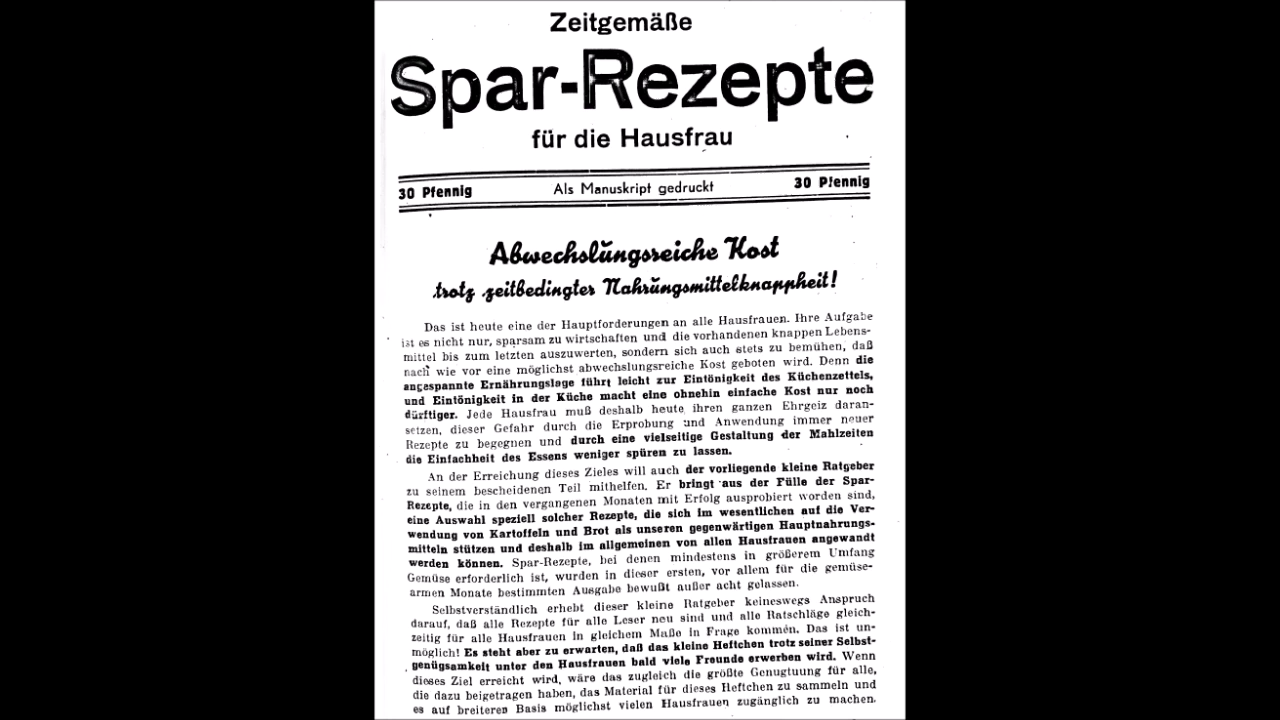 Zeitgemäße
Spar-Rezepte
für die Hausfrau
30 Pfennig Als Manuskript gedruckt 30 Pfennig
Abwechslungsreiche Kost
trotz zeitbedingter Nahrungsmittelknappheit!
Das ist heute eine der Hauptforderungen an alle Hausfrauen. Ihre Aufgabe
ist es nicht nur, sparsam zu wirtschaften und die vorhandenen knappen Lebens-
mittel bis zum letzten auszuwerten, sondern sich auch stets zu bemühen, daß
nach wie vor eine möglichst abwechslungsreiche Kost geboten wird. Denn die
angespannte Ernährungslage führt leicht zur Eintönigkeit des Küchenzettels,
und Eintönigkeit in der Küche macht eine ohnehin einfache Kost nur noch
dürftiger. Jede Hausfrau muß deshalb heute ihren ganzen Ehrgeiz daran-
setzen, dieser Gefahr durch die Erprobung und Anwendung immer neuer
Rezepte zu begegnen und durch eine vielseitige Gestaltung der Mahlzeiten
die Einfachheit des Essens weniger spüren zu lassen.
An der Erreichung dieses Zieles will auch der vorliegende kleine Ratgeber
zu seinem bescheidenen Teil mithelfen. Er bringt aus der Fülle der Spar-
Rezepte, die in den vergangenen Monaten mit Erfolg ausprobiert worden sind,
eine Auswahl speziell solcher Rezepte, die sich im wesentlichen auf die Ver-
wendung von Kartoffeln und Brot als unseren gegenwärtigen Hauptnahrungs-
mitteln stützen und deshalb im allgemeinen von allen Hausfrauen angewandt
werden können. Spar-Rezepte, bei denen mindestens in größerem Umfang
Gemüse erforderlich ist, wurden in dieser ersten, vor allem für die gemüse-
armen Monate bestimmten Ausgabe bewußt außer acht gelassen.
Selbstverständlich erhebt dieser kleine Ratgeber keineswegs Anspruch
darauf, daß alle Rezepte für alle Leser neu sind und alle Ratschläge gleich-
zeitig für alle Hausfrauen in gleichem Maße in Frage kommen. Das ist un-
möglich! Es steht aber zu erwarten, daß das kleine Heftchen trotz seiner Selbst-
genügsamkeit unter den Hausfrauen bald viele Freunde erwerben wird. Wenn
dieses Ziel erreicht wird, wäre das zugleich die größte Genugtuung für alle,
die dazu beigetragen haben, das Material für dieses Heftchen zu sammeln und
es auf breiteren Basis möglichst vielen Hausfrauen zugänglich zu machen.